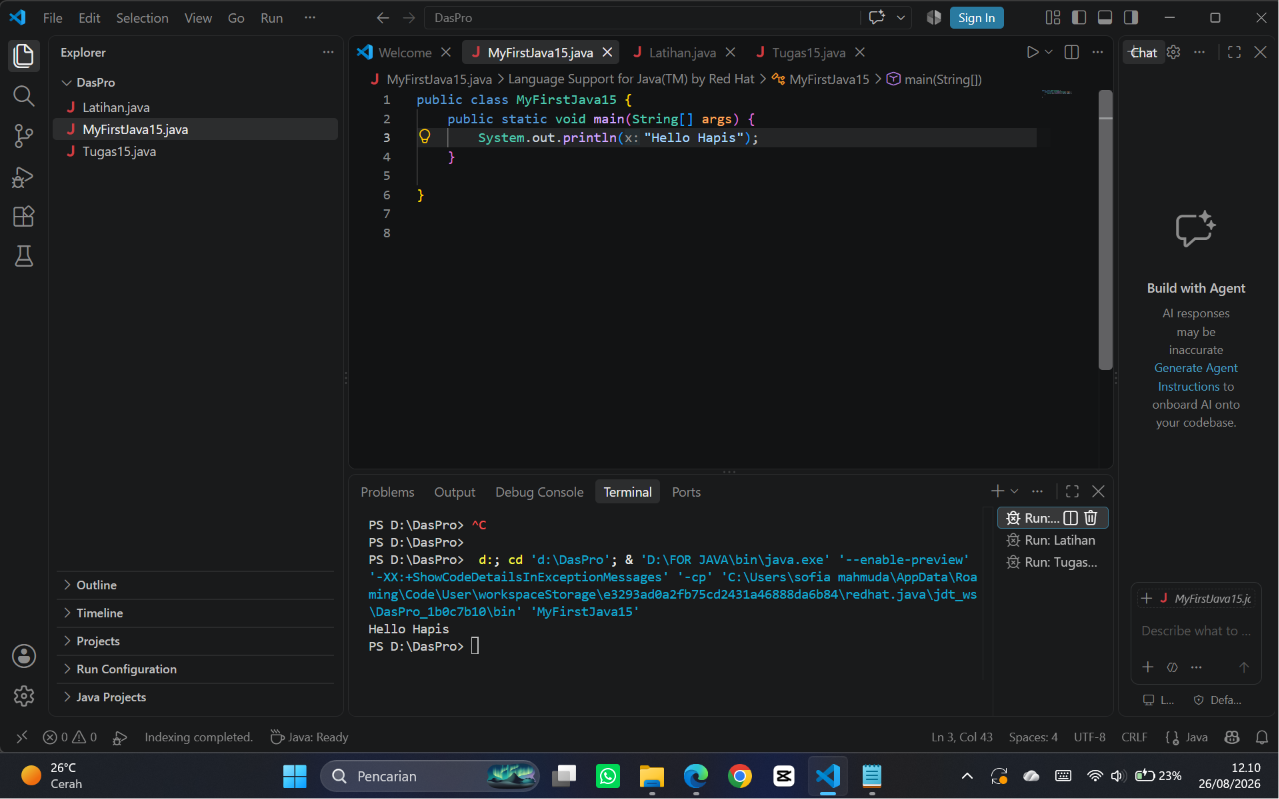 File Edit Selection View Go Run ··· DasPro Sign In
Explorer ···
DasPro
Latihan.java
MyFirstJava15.java
Tugas15.java
Outline
Timeline
Projects
Run Configuration
Java Projects
Welcome MyFirstJava15.java Latihan.java Tugas15.java
MyFirstJava15.java > Language Support for Java(TM) by Red Hat > MyFirstJava15 > main(String[])
1 public class MyFirstJava15 {
2 public static void main(String[] args) {
3 System.out.println(x: "Hello Hapis");
4 }
5
6 }
7
8
Problems Output Debug Console Terminal Ports
PS D:\DasPro> ^C
PS D:\DasPro>
PS D:\DasPro> d:; cd 'd:\DasPro'; & 'D:\FOR JAVA\bin\java.exe' '--enable-preview'
'-XX:+ShowCodeDetailsInExceptionMessages' '-cp' 'C:\Users\sofia mahmuda\AppData\Roa
ming\Code\User\workspaceStorage\e3293ad0a2fb75cd2431a46888da6b84\redhat.java\jdt_ws
\DasPro_1b0c7b10\bin' 'MyFirstJava15'
Hello Hapis
PS D:\DasPro>
Run:...
Run: Latihan
Run: Tugas...
Chat
Build with Agent
AI responses
may be
inaccurate
Generate Agent
Instructions to
onboard AI onto
your codebase.
MyFirstJava15.jc
Describe what to ...
L... Defa...
0 0 Indexing completed. Java: Ready Ln 3, Col 43 Spaces: 4 UTF-8 CRLF {} Java
26°C
Cerah
Pencarian
23%
12.10
26/08/2026